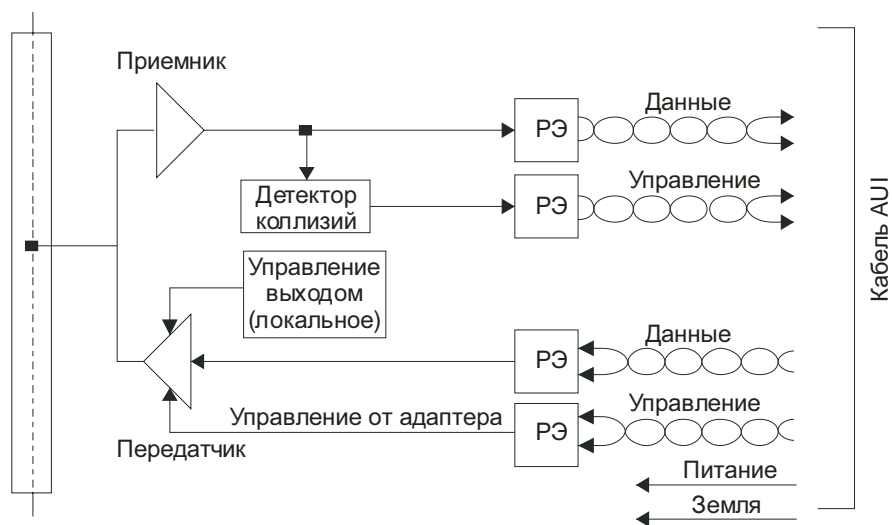 Приемник
РЭ
Данные
Детектор
коллизий
РЭ
Управление
Управление
выходом
(локальное)
РЭ
Данные
Управление от адаптера
РЭ
Управление
Передатчик
Питание
Земля
Кабель AUI